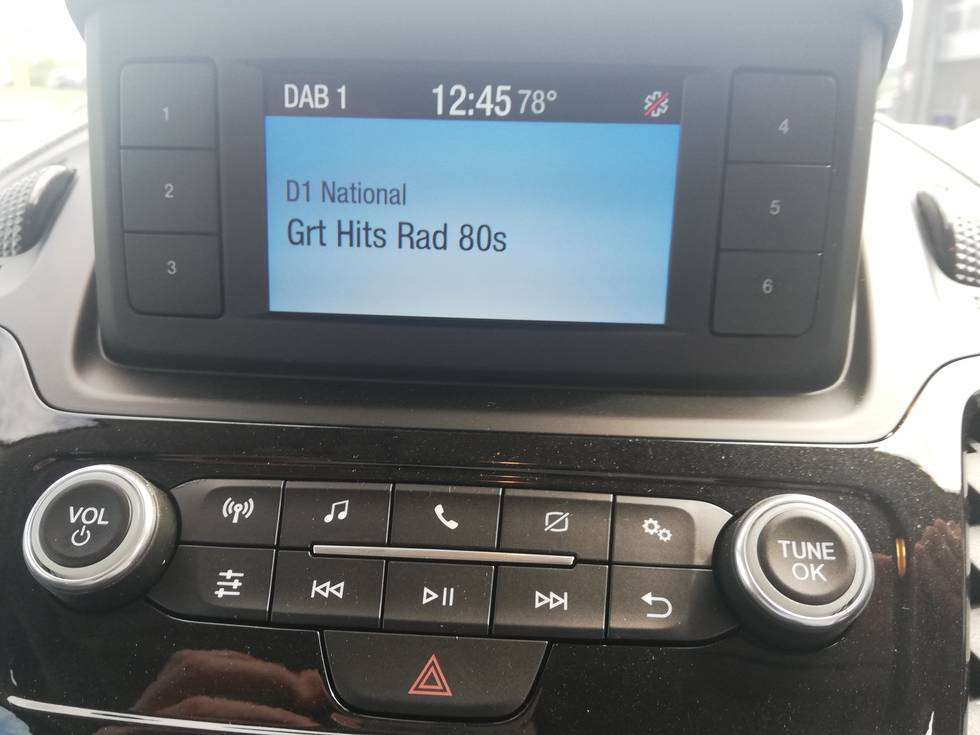 DAB 1 12:45 78°
D1 National
Grt Hits Rad 80s
1
2
3
4
5
6
VOL
TUNE
OK